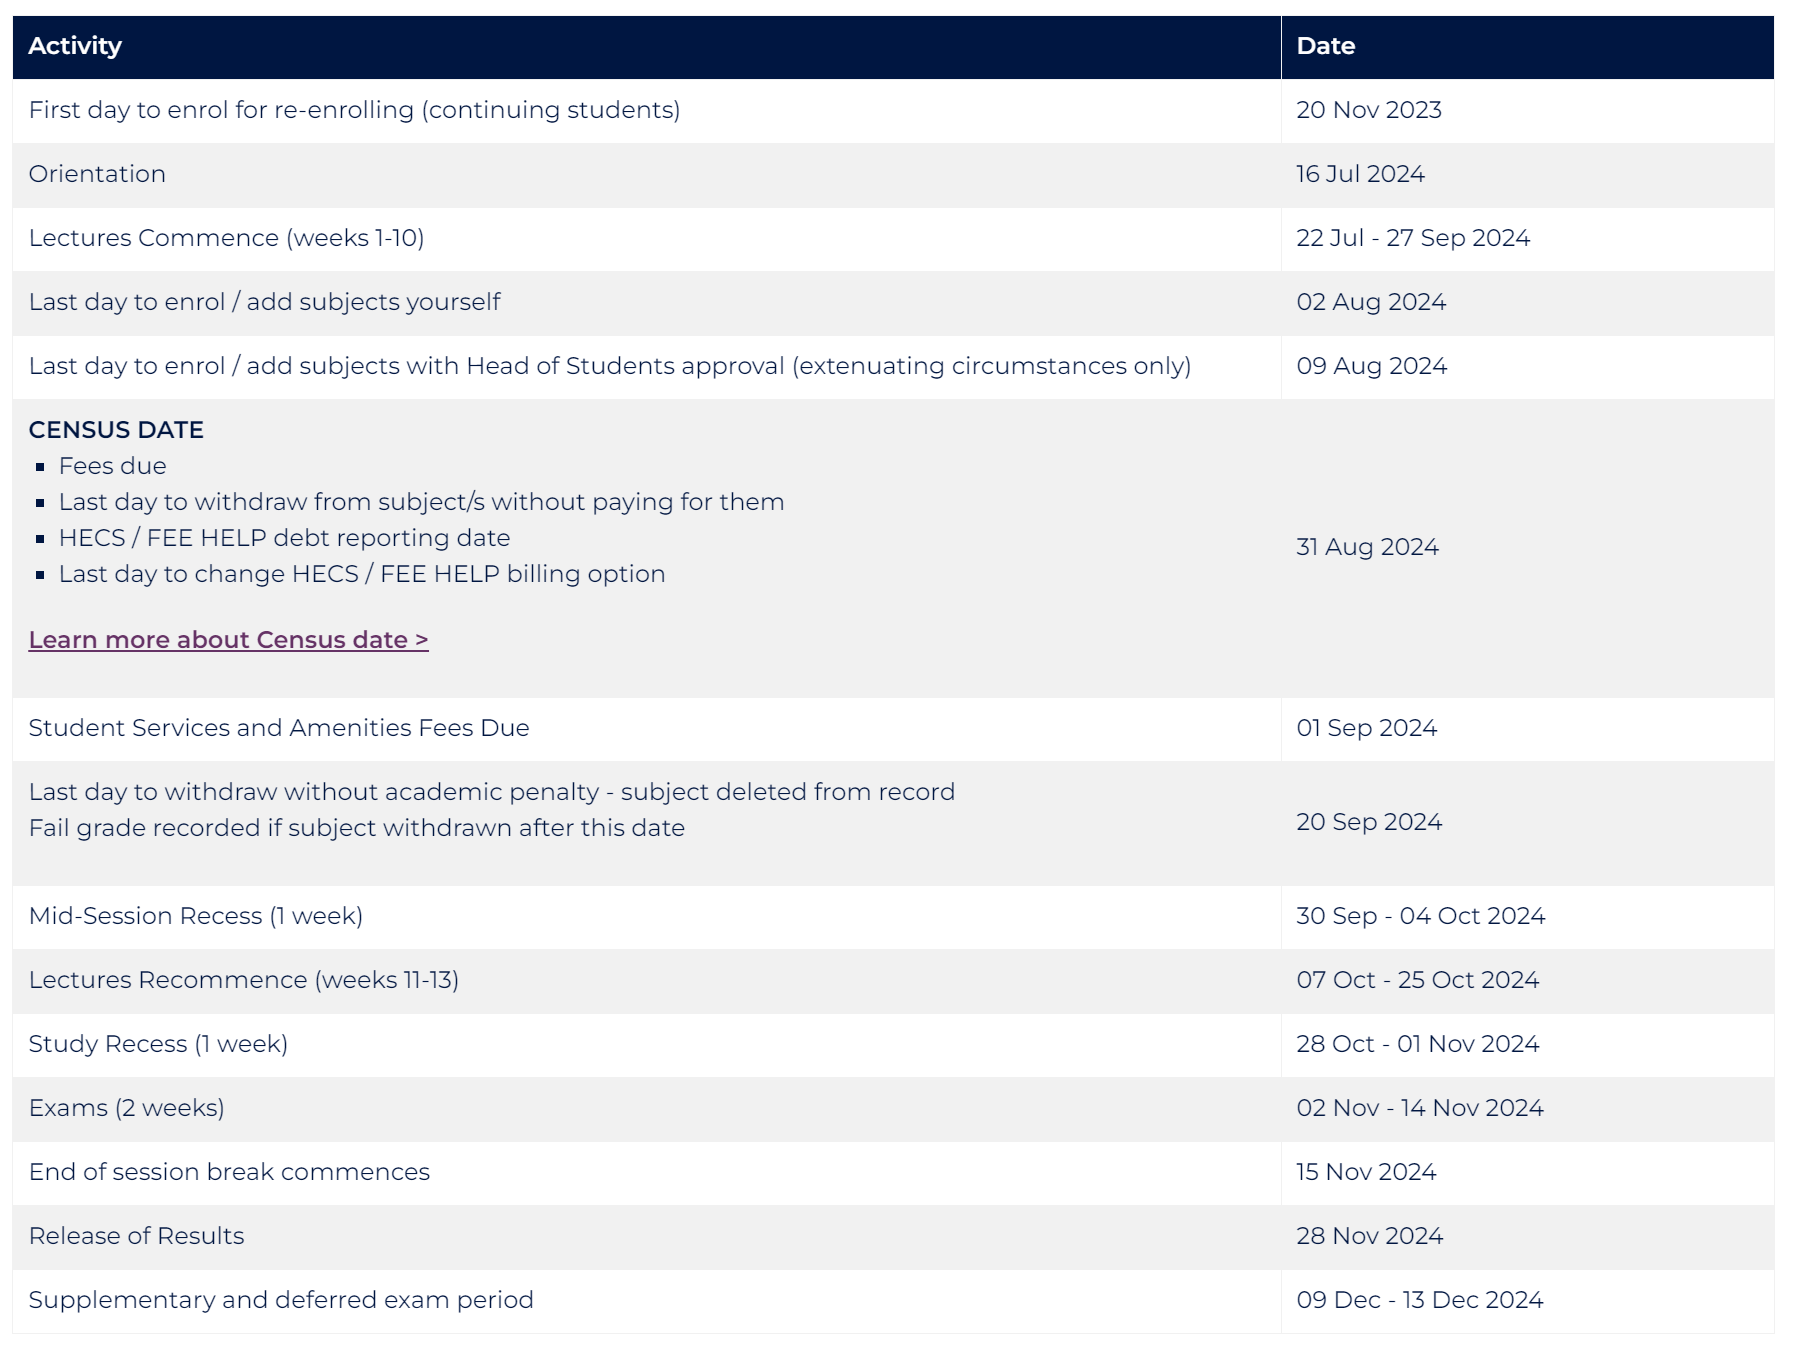 Activity Date
First day to enrol for re-enrolling (continuing students) 20 Nov 2023
Orientation 16 Jul 2024
Lectures Commence (weeks 1-10) 22 Jul - 27 Sep 2024
Last day to enrol / add subjects yourself 02 Aug 2024
Last day to enrol / add subjects with Head of Students approval (extenuating circumstances only) 09 Aug 2024
CENSUS DATE
▪ Fees due
▪ Last day to withdraw from subject/s without paying for them
▪ HECS / FEE HELP debt reporting date
▪ Last day to change HECS / FEE HELP billing option
Learn more about Census date >
31 Aug 2024
Student Services and Amenities Fees Due 01 Sep 2024
Last day to withdraw without academic penalty - subject deleted from record
Fail grade recorded if subject withdrawn after this date
20 Sep 2024
Mid-Session Recess (1 week) 30 Sep - 04 Oct 2024
Lectures Recommence (weeks 11-13) 07 Oct - 25 Oct 2024
Study Recess (1 week) 28 Oct - 01 Nov 2024
Exams (2 weeks) 02 Nov - 14 Nov 2024
End of session break commences 15 Nov 2024
Release of Results 28 Nov 2024
Supplementary and deferred exam period 09 Dec - 13 Dec 2024